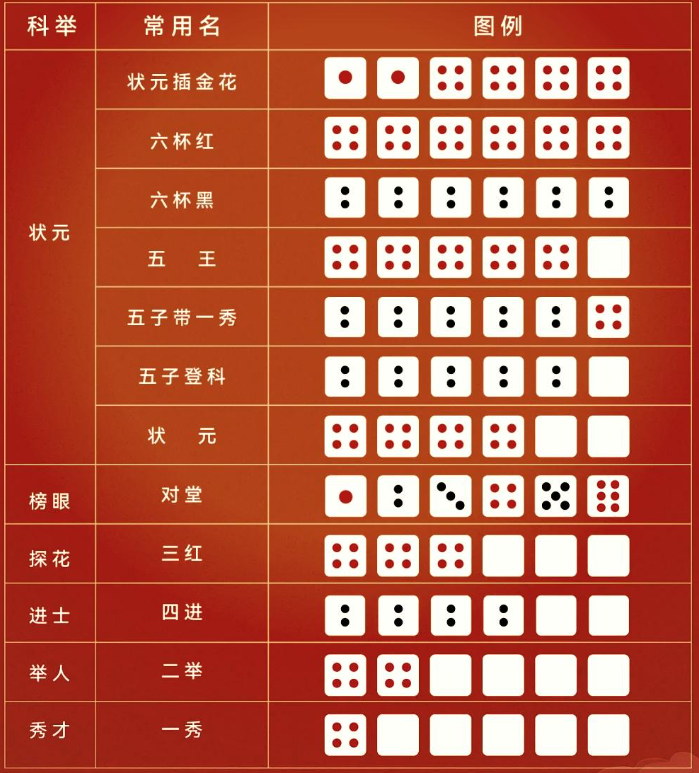 科举 常用名 图例
状元 状元插金花
六杯红
六杯黑
五 王
五子带一秀
五子登科
状 元
榜眼 对堂
探花 三红
进士 四进
举人 二举
秀才 一秀